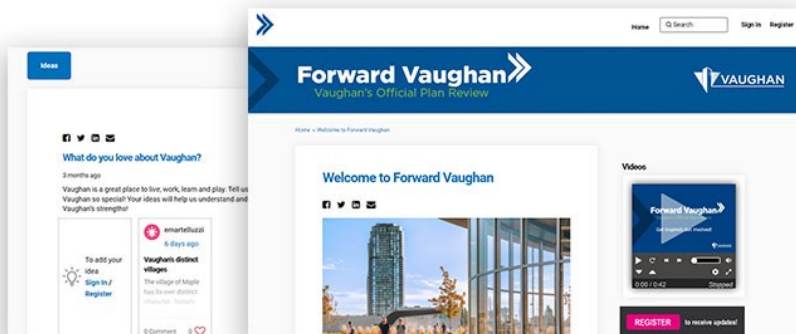 Ideas
What do you love about Vaughan?
3 months ago
Vaughan is a great place to live, work, learn and play. Tell us
Vaughan so special! Your ideas will help us understand and
Vaughan's strengths!
To add your
idea
Sign In /
Register
emartelluzzi
6 days ago
Vaughan's distinct
villages
The village of Maple
has its own distinct
character. Historic
0 Comment 0
Home Search Sign in Register
Forward Vaughan
Vaughan's Official Plan Review
VAUGHAN
Home » Welcome to Forward Vaughan
Welcome to Forward Vaughan
Videos
Forward Vaughan
Get inspired. Get involved!
0:00 / 0:42 Stopped
REGISTER to receive updates!